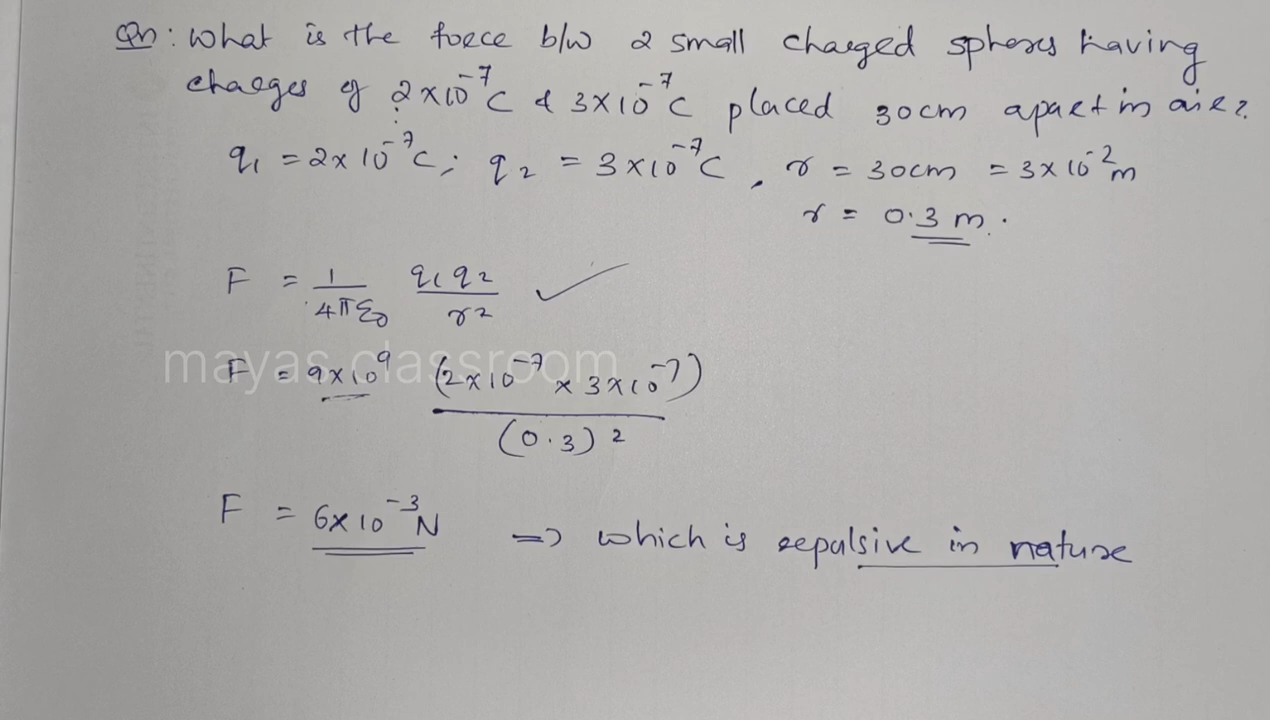 Qn: What is the force b/w 2 small charged spheres having
charges of 2×10⁻⁷C & 3×10⁻⁷C placed 30cm apart in air?
q₁ = 2×10⁻⁷C; q₂ = 3×10⁻⁷C, r = 30cm = 3×10⁻²m
r = 0.3 m.
F = 1/4πε₀ q₁q₂/r² ✓
mayas classroom
F = 9×10⁹ (2×10⁻⁷ × 3×10⁻⁷)/(0.3)²
F = 6×10⁻³N ⇒ which is repulsive in nature